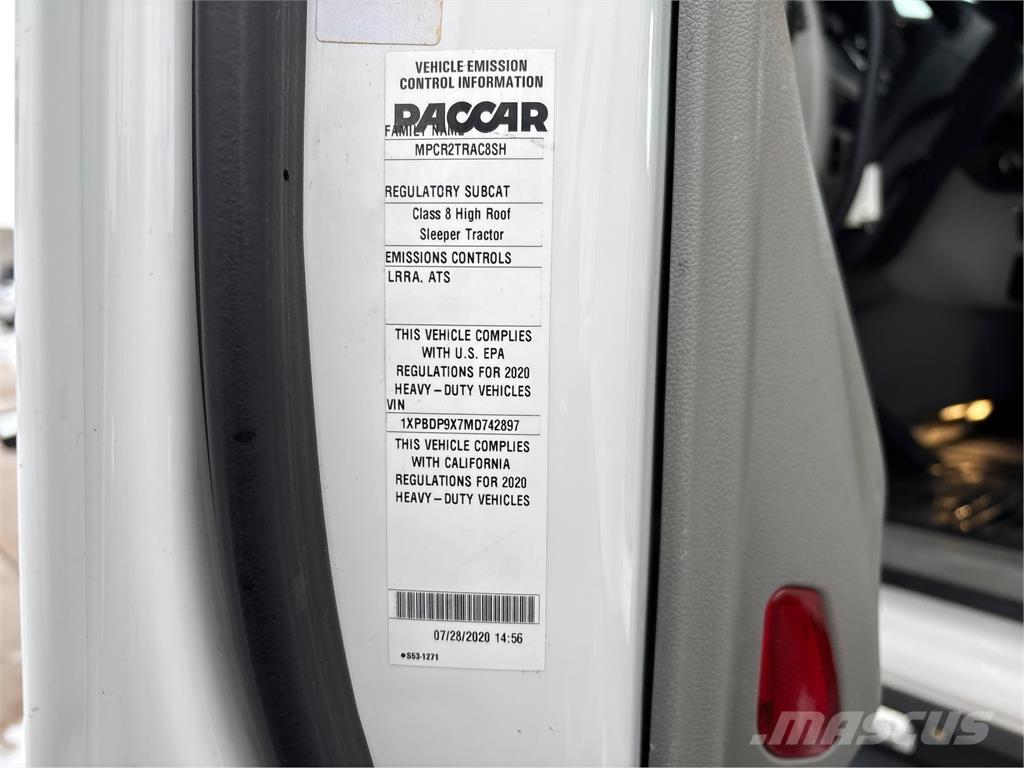 VEHICLE EMISSION
CONTROL INFORMATION
PACCAR
FAMILY NAME
MPCR2TRAC8SH
REGULATORY SUBCAT
Class 8 High Roof
Sleeper Tractor
EMISSIONS CONTROLS
LRRA, ATS
THIS VEHICLE COMPLIES
WITH U.S. EPA
REGULATIONS FOR 2020
HEAVY-DUTY VEHICLES
VIN
1XPBDP9X7MD742897
THIS VEHICLE COMPLIES
WITH CALIFORNIA
REGULATIONS FOR 2020
HEAVY-DUTY VEHICLES
07/28/2020 14:56
●S53-1271
MASCUS